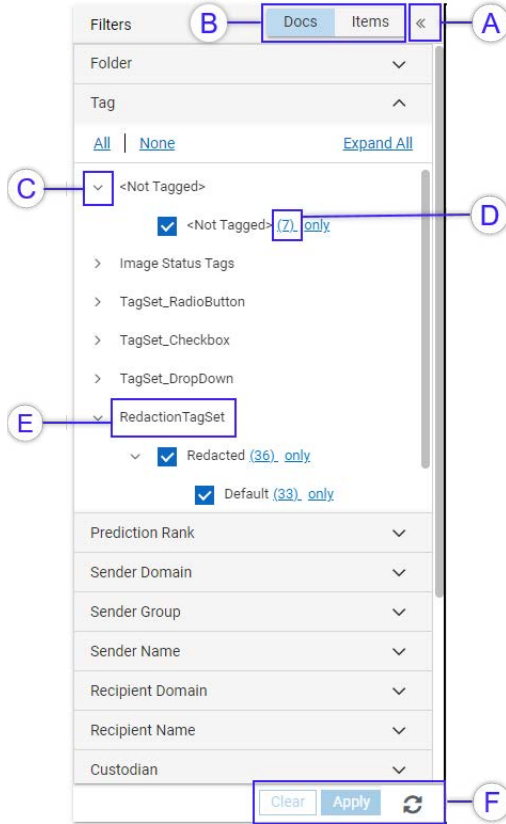 Filters B Docs Items « A
Folder
Tag
All | None Expand All
C <Not Tagged>
<Not Tagged> (7) only D
Image Status Tags
TagSet_RadioButton
TagSet_Checkbox
TagSet_DropDown
E RedactionTagSet
Redacted (36) only
Default (33) only
Prediction Rank
Sender Domain
Sender Group
Sender Name
Recipient Domain
Recipient Name
Custodian
Clear Apply F